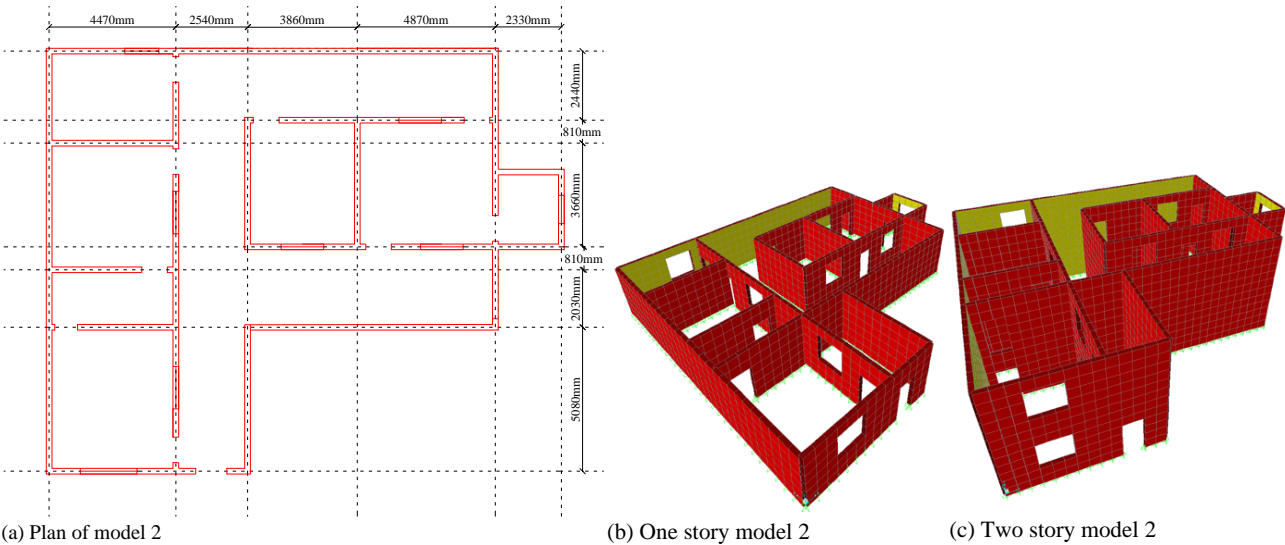 4470mm 2540mm 3860mm 4870mm 2330mm
2440mm
810mm
3660mm
810mm
2030mm
5080mm
(a) Plan of model 2
(b) One story model 2
(c) Two story model 2